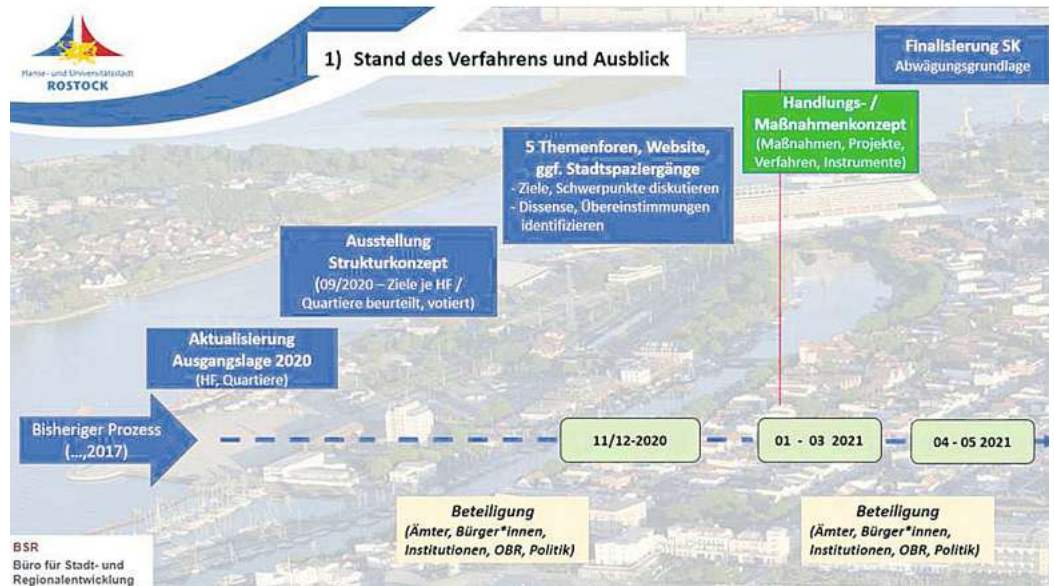 Hanse- und Universitätsstadt
ROSTOCK
1) Stand des Verfahrens und Ausblick
Finalisierung SK
Abwägungsgrundlage
Handlungs- /
Maßnahmenkonzept
(Maßnahmen, Projekte,
Verfahren, Instrumente)
5 Themenforen, Website,
ggf. Stadtspaziergänge
- Ziele, Schwerpunkte diskutieren
- Dissense, Übereinstimmungen
identifizieren
Ausstellung
Strukturkonzept
(09/2020 – Ziele je HF /
Quartiere beurteilt, votiert)
Aktualisierung
Ausgangslage 2020
(HF, Quartiere)
Bisheriger Prozess
(...,2017)
11/12-2020
01 - 03 2021
04 - 05 2021
Beteiligung
(Ämter, Bürger*innen,
Institutionen, OBR, Politik)
Beteiligung
(Ämter, Bürger*innen,
Institutionen, OBR, Politik)
BSR
Büro für Stadt- und
Regionalentwicklung